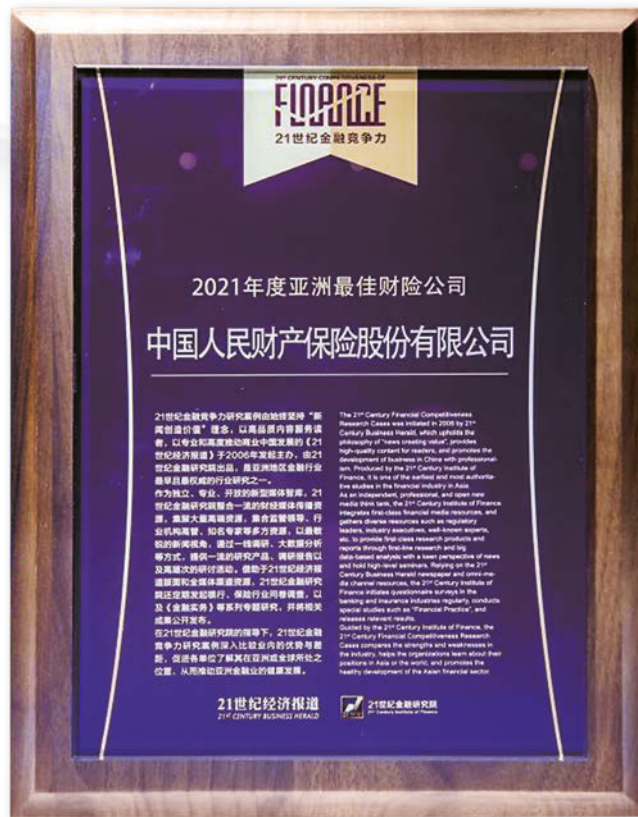 21ST CENTURY COMPETITIVENESS OF
FINANCE
21世纪金融竞争力
2021年度亚洲最佳财险公司
中国人民财产保险股份有限公司
21世纪金融竞争力研究案例由始终坚持“新
闻创造价值”理念，以高品质内容服务读
者，以专业和高度推动商业中国发展的《21
世纪经济报道》于2006年发起主办，由21
世纪金融研究院出品，是亚洲地区金融行业
最早且最权威的行业研究之一。
作为独立、专业、开放的新型媒体智库，21
世纪金融研究院整合一流的财经媒体传播资
源，集聚大量高端资源，集合监管领导、行
业机构高管、知名专家等多方资源，以最敏
锐的新闻视角，通过一线调研、大数据分析
等方式，提供一流的研究产品、调研报告以
及高层次的研讨活动。借助于21世纪经济报
道版面和全媒体渠道资源，21世纪金融研究
院还定期发起银行、保险行业问卷调查，以
及《金融实务》等系列专题研究，并将相关
成果公开发布。
在21世纪金融研究院的指导下，21世纪金融
竞争力研究案例深入比较业内的优势与差
距，促进各单位了解其在亚洲或全球所处之
位置，从而推动亚洲金融业的健康发展。
The 21st Century Financial Competitiveness
Research Cases was initiated in 2006 by 21st
Century Business Herald, which upholds the
philosophy of "news creating value", provides
high-quality content for readers, and promotes the
development of business in China with professional-
ism. Produced by the 21st Century Institute of
Finance, it is one of the earliest and most authorita-
tive studies in the financial industry in Asia.
As an independent, professional, and open new
media think tank, the 21st Century Institute of Finance
integrates first-class financial media resources, and
gathers diverse resources such as regulatory
leaders, industry executives, well-known experts,
etc. to provide first-class research products and
reports through first-line research and big
data-based analysis with a keen perspective of news
and hold high-level seminars. Relying on the 21st
Century Business Herald newspaper and omni-me-
dia channel resources, the 21st Century Institute of
Finance initiates questionnaire surveys in the
banking and insurance industries regularly, conducts
special studies such as "Financial Practice", and
releases relevant results.
Guided by the 21st Century Institute of Finance, the
21st Century Financial Competitiveness Research
Cases compares the strengths and weaknesses in
the industry, helps the organizations learn about their
positions in Asia or the world, and promotes the
healthy development of the Asian financial sector.
21世纪经济报道
21ST CENTURY BUSINESS HERALD
21世纪金融研究院
21st Century Institute of Finance